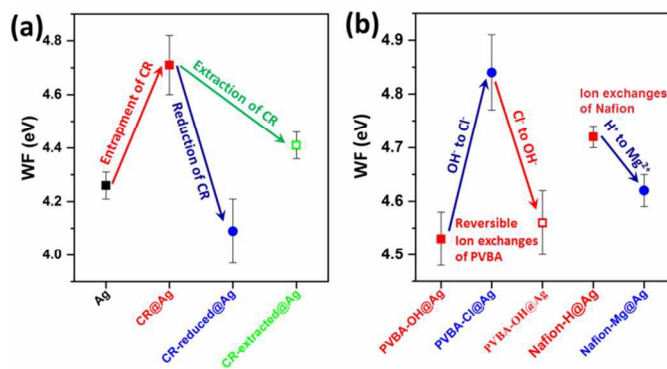 (a)
WF (eV)
4.8
4.6
4.4
4.2
4.0
Entrapment of CR
Extraction of CR
Reduction of CR
Ag
CR@Ag
CR-reduced@Ag
CR-extracted@Ag
(b)
WF (eV)
4.9
4.8
4.7
4.6
4.5
OH⁻ to Cl⁻
Cl⁻ to OH⁻
Reversible
Ion exchanges
of PVBA
Ion exchanges
of Nafion
H⁺ to Mg²⁺
PVBA-OH@Ag
PVBA-Cl@Ag
PVBA-OH@Ag
Nafion-H@Ag
Nafion-Mg@Ag